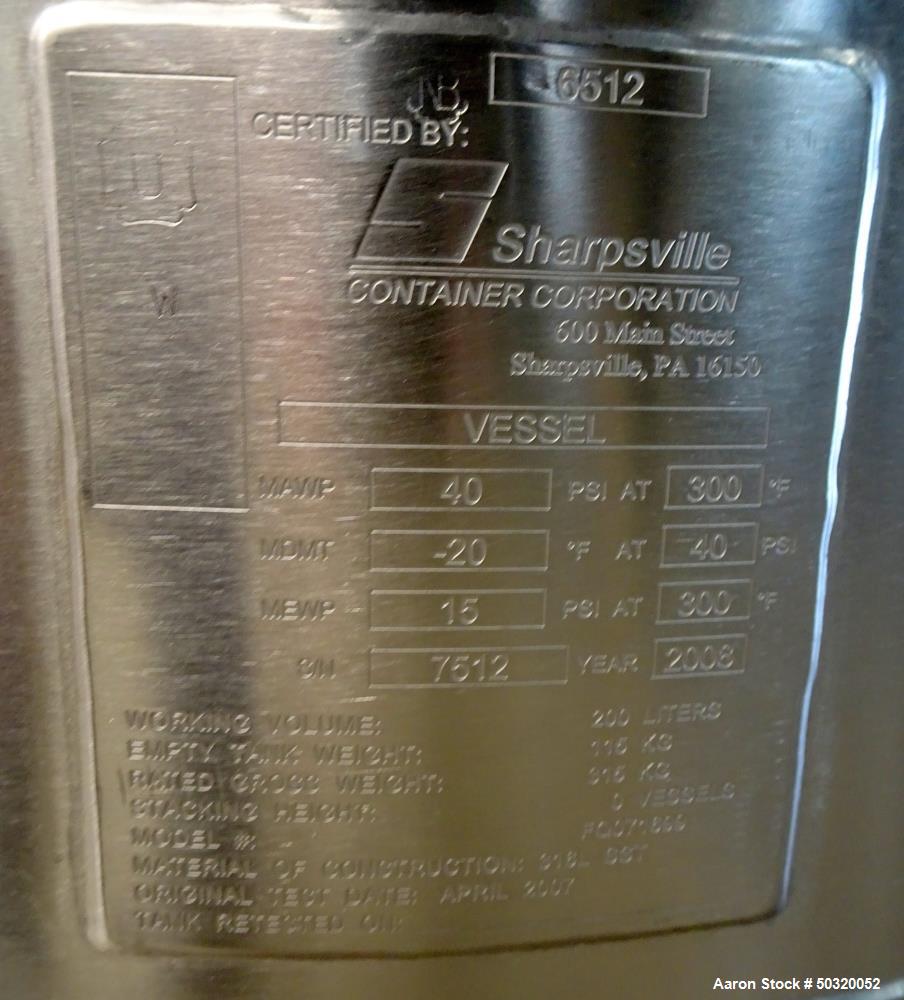 6512
CERTIFIED BY:
U
W
Sharpsville
CONTAINER CORPORATION
600 Main Street
Sharpsville, PA 16150
VESSEL
MAWP 40 PSI AT 300 °F
MDMT -20 °F AT 40 PSI
MEWP 15 PSI AT 300 °F
S/N 7512 YEAR 2008
WORKING VOLUME: 200 LITERS
EMPTY TANK WEIGHT: 115 KG
RATED GROSS WEIGHT: 315 KG
STACKING HEIGHT: 0 VESSELS
MODEL #:
MATERIAL OF CONSTRUCTION: 316L SST
ORIGINAL TEST DATE: APRIL 2007
TANK RETESTED ON:
Aaron Stock # 50320052